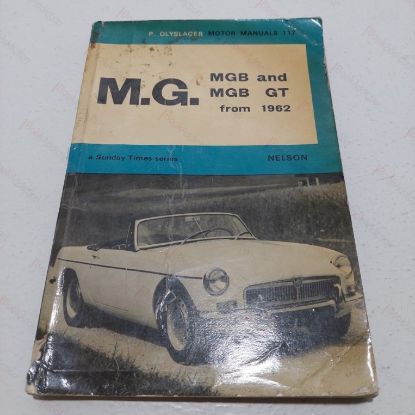 P. OLYSLAGER MOTOR MANUALS 117
M.G.
MGB and
MGB GT
from 1962
a Sunday Times series
NELSON